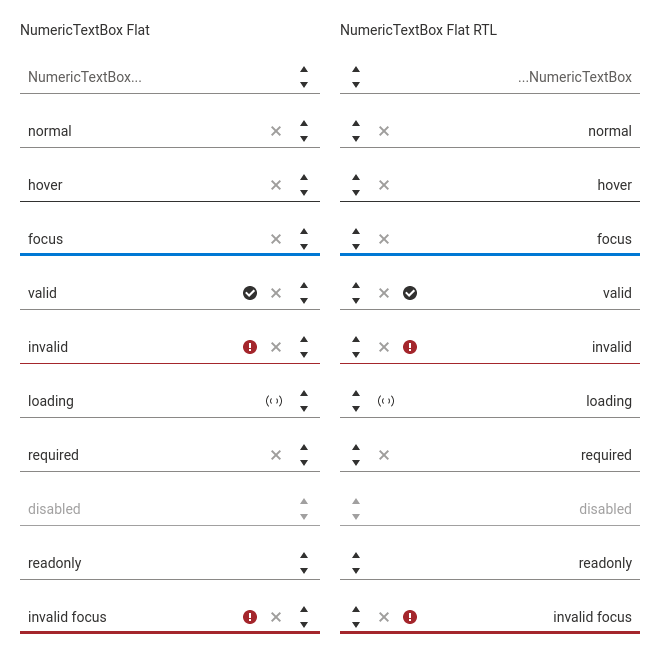 NumericTextBox Flat
NumericTextBox...
normal
hover
focus
valid
invalid
loading
required
disabled
readonly
invalid focus
NumericTextBox Flat RTL
...NumericTextBox
normal
hover
focus
valid
invalid
loading
required
disabled
readonly
invalid focus